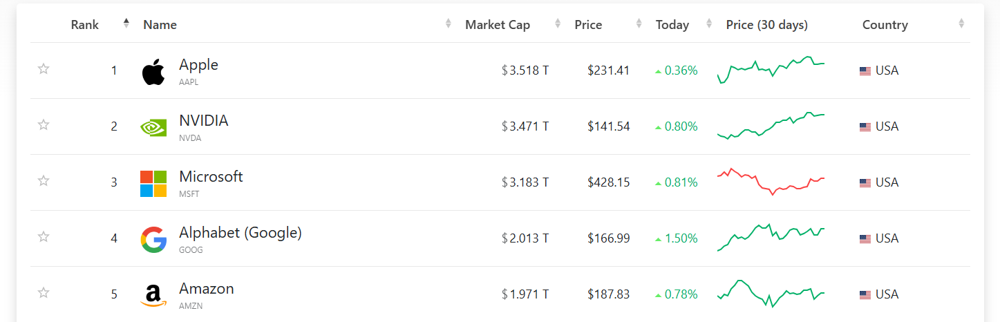 Rank Name Market Cap Price Today Price (30 days) Country
1 Apple $3.518 T $231.41 0.36% USA
AAPL
2 NVIDIA $3.471 T $141.54 0.80% USA
NVDA
3 Microsoft $3.183 T $428.15 0.81% USA
MSFT
4 Alphabet (Google) $2.013 T $166.99 1.50% USA
GOOG
5 Amazon $1.971 T $187.83 0.78% USA
AMZN